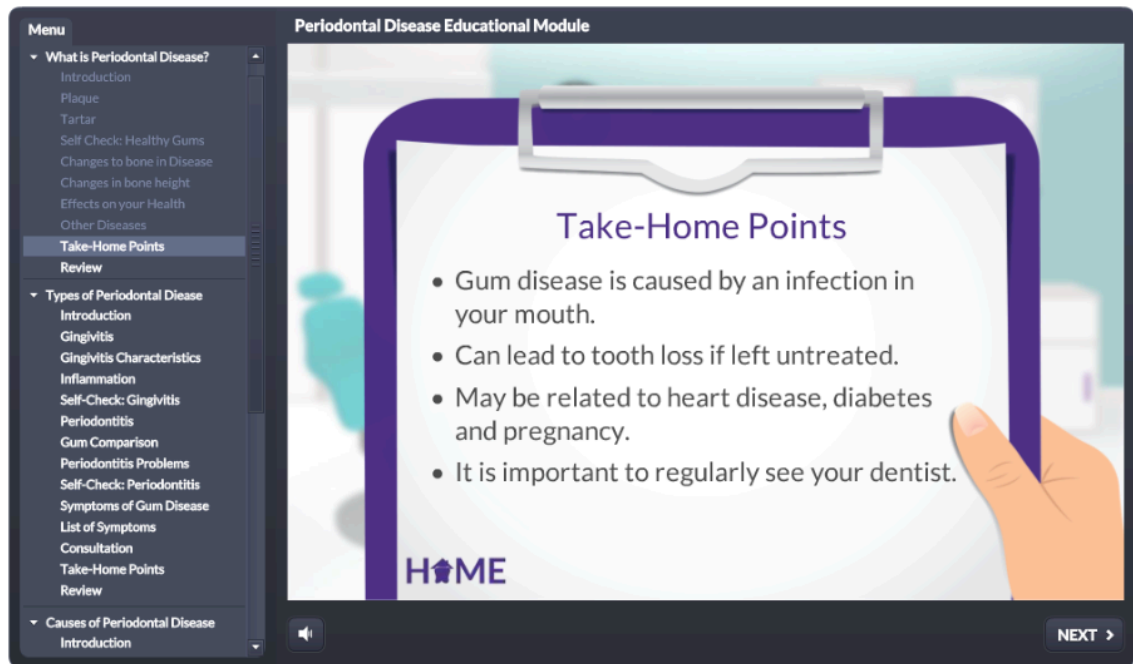 Periodontal Disease Educational Module
Menu
What is Periodontal Disease?
Introduction
Plaque
Tartar
Self Check: Healthy Gums
Changes to bone in Disease
Changes in bone height
Effects on your Health
Other Diseases
Take-Home Points
Review
Types of Periodontal Diease
Introduction
Gingivitis
Gingivitis Characteristics
Inflammation
Self-Check: Gingivitis
Periodontitis
Gum Comparison
Periodontitis Problems
Self-Check: Periodontitis
Symptoms of Gum Disease
List of Symptoms
Consultation
Take-Home Points
Review
Causes of Periodontal Disease
Introduction
Take-Home Points
• Gum disease is caused by an infection in
your mouth.
• Can lead to tooth loss if left untreated.
• May be related to heart disease, diabetes
and pregnancy.
• It is important to regularly see your dentist.
HOME
NEXT >